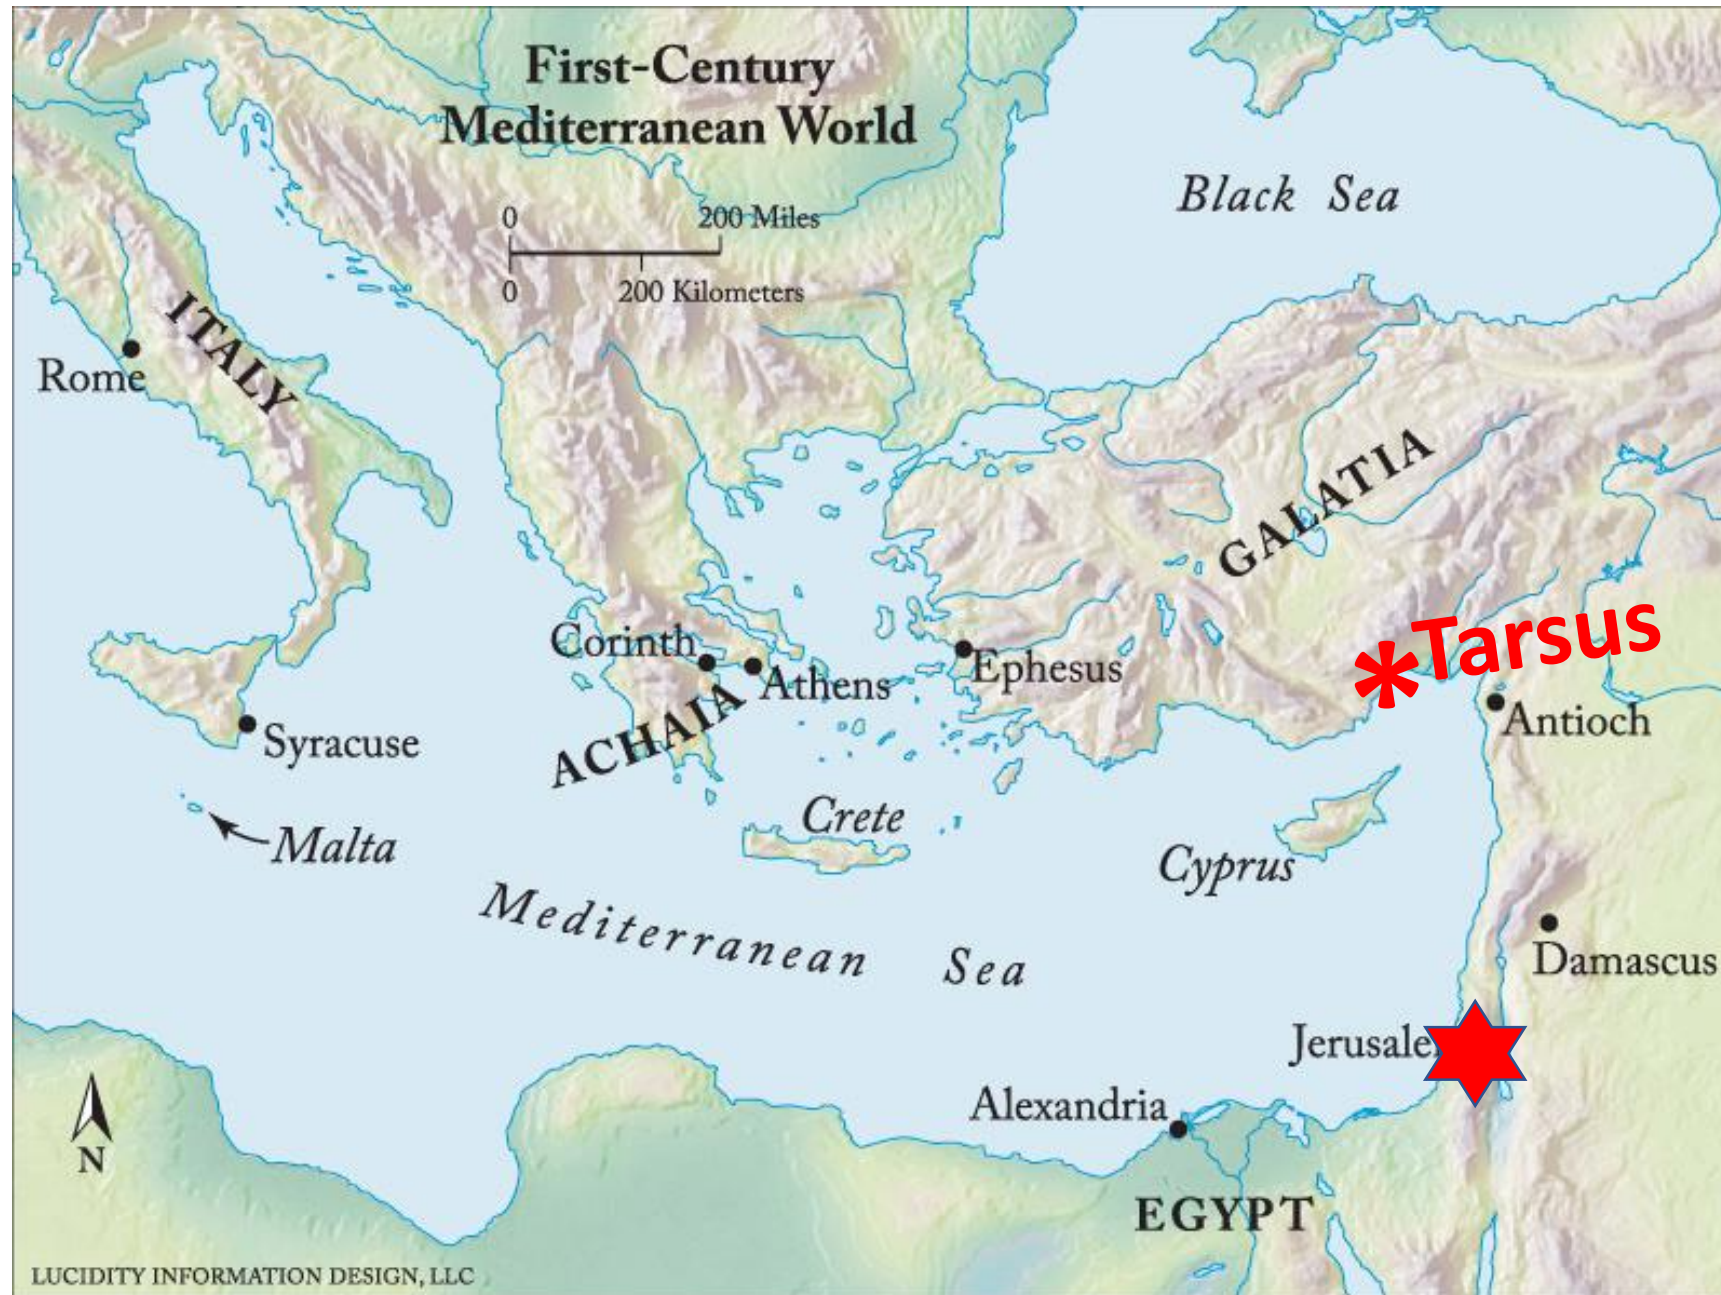 First-Century
Mediterranean World
0 200 Miles
0 200 Kilometers
Black Sea
ITALY
Rome
GALATIA
Tarsus
*
Corinth
Athens
Ephesus
Antioch
ACHAIA
Syracuse
Crete
Malta
Cyprus
Mediterranean Sea
Damascus
Jerusale
Alexandria
N
EGYPT
LUCIDITY INFORMATION DESIGN, LLC